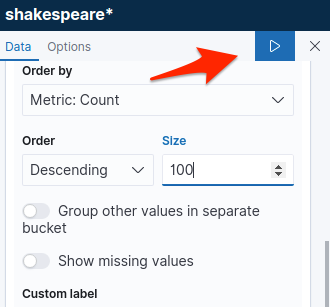 shakespeare*
Data Options
Order by
Metric: Count
Order Size
Descending 100
Group other values in separate
bucket
Show missing values
Custom label